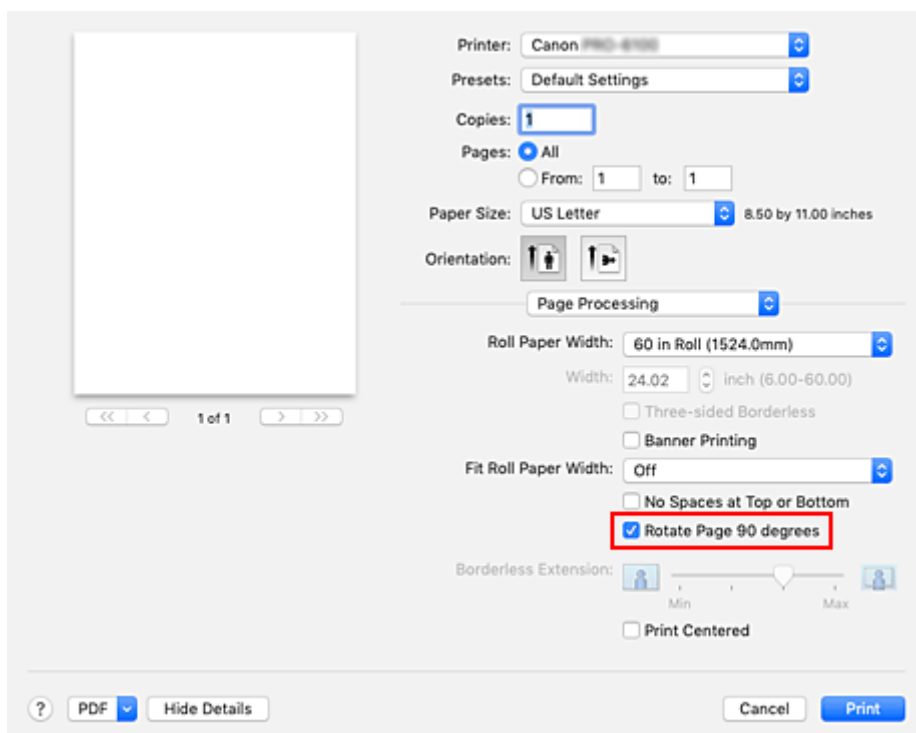 Printer: Canon
Presets: Default Settings
Copies: 1
Pages: All
From: 1 to: 1
Paper Size: US Letter 8.50 by 11.00 inches
Orientation:
Page Processing
Roll Paper Width: 60 in Roll (1524.0mm)
Width: 24.02 inch (6.00-60.00)
Three-sided Borderless
Banner Printing
Fit Roll Paper Width: Off
No Spaces at Top or Bottom
Rotate Page 90 degrees
Borderless Extension:
Min Max
Print Centered
<< < 1 of 1 > >>
? PDF Hide Details Cancel Print